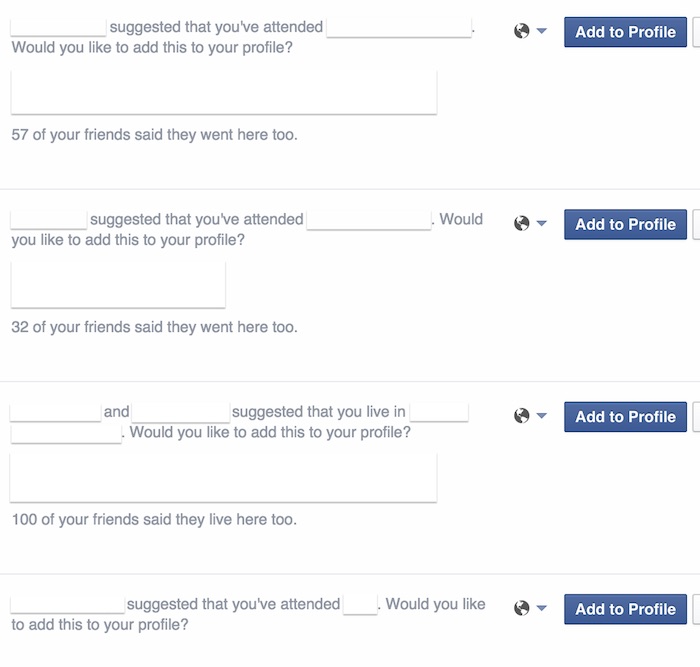 suggested that you've attended . Add to Profile
Would you like to add this to your profile?
57 of your friends said they went here too.
suggested that you've attended . Would Add to Profile
you like to add this to your profile?
32 of your friends said they went here too.
and suggested that you live in Add to Profile
. Would you like to add this to your profile?
100 of your friends said they live here too.
suggested that you've attended . Would you like Add to Profile
to add this to your profile?